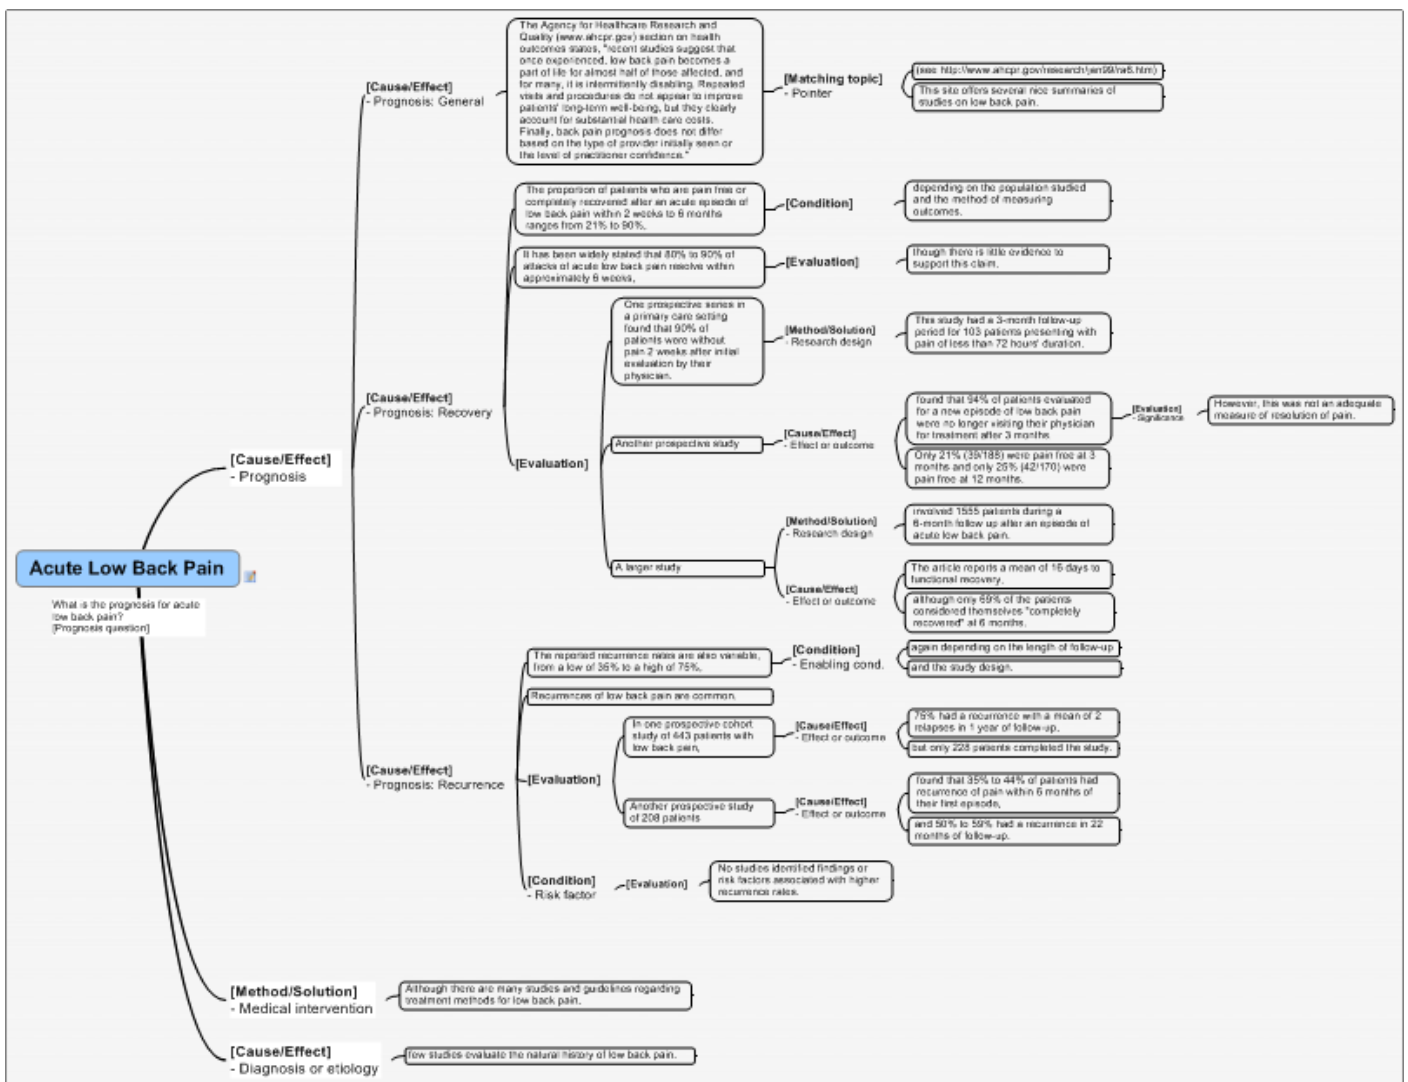 Acute Low Back Pain
What is the prognosis for acute
low back pain?
[Prognosis question]
[Cause/Effect]
- Prognosis
[Cause/Effect]
- Prognosis: General
The Agency for Healthcare Research and
Quality (www.ahcpr.gov) section on health
outcomes states, "recent studies suggest that
once experienced, low back pain becomes a
part of life for almost half of those affected, and
for many, it is intermittently disabling. Repeated
visits and procedures do not appear to improve
patients' long-term well-being, but they clearly
account for substantial health care costs.
Finally, back pain prognosis does not differ
based on the type of provider initially seen or
the level of practitioner confidence."
[Matching topic]
- Pointer
(see http://www.ahcpr.gov/research/jan99/ra6.htm)
This site offers several nice summaries of
studies on low back pain.
[Cause/Effect]
- Prognosis: Recovery
The proportion of patients who are pain free or
completely recovered after an acute episode of
low back pain within 2 weeks to 6 months
ranges from 21% to 90%,
[Condition]
depending on the population studied
and the method of measuring
outcomes.
It has been widely stated that 80% to 90% of
attacks of acute low back pain resolve within
approximately 6 weeks,
[Evaluation]
though there is little evidence to
support this claim.
[Evaluation]
One prospective series in
a primary care setting
found that 90% of
patients were without
pain 2 weeks after initial
evaluation by their
physician.
[Method/Solution]
- Research design
This study had a 3-month follow-up
period for 103 patients presenting with
pain of less than 72 hours' duration.
Another prospective study
[Cause/Effect]
- Effect or outcome
found that 94% of patients evaluated
for a new episode of low back pain
were no longer visiting their physician
for treatment after 3 months
[Evaluation]
- Significance
However, this was not an adequate
measure of resolution of pain.
Only 21% (39/188) were pain free at 3
months and only 25% (42/170) were
pain free at 12 months.
A larger study
[Method/Solution]
- Research design
involved 1555 patients during a
6-month follow up after an episode of
acute low back pain.
[Cause/Effect]
- Effect or outcome
The article reports a mean of 16 days to
functional recovery,
although only 69% of the patients
considered themselves "completely
recovered" at 6 months.
[Cause/Effect]
- Prognosis: Recurrence
The reported recurrence rates are also variable,
from a low of 35% to a high of 75%,
[Condition]
- Enabling cond.
again depending on the length of follow-up
and the study design.
Recurrences of low back pain are common.
[Evaluation]
In one prospective cohort
study of 443 patients with
low back pain,
[Cause/Effect]
- Effect or outcome
75% had a recurrence with a mean of 2
relapses in 1 year of follow-up,
but only 228 patients completed the study.
Another prospective study
of 208 patients
[Cause/Effect]
- Effect or outcome
found that 35% to 44% of patients had
recurrence of pain within 6 months of
their first episode,
and 50% to 59% had a recurrence in 22
months of follow-up.
[Condition]
- Risk factor
[Evaluation]
No studies identified findings or
risk factors associated with higher
recurrence rates.
[Method/Solution]
- Medical intervention
Although there are many studies and guidelines regarding
treatment methods for low back pain,
[Cause/Effect]
- Diagnosis or etiology
few studies evaluate the natural history of low back pain.